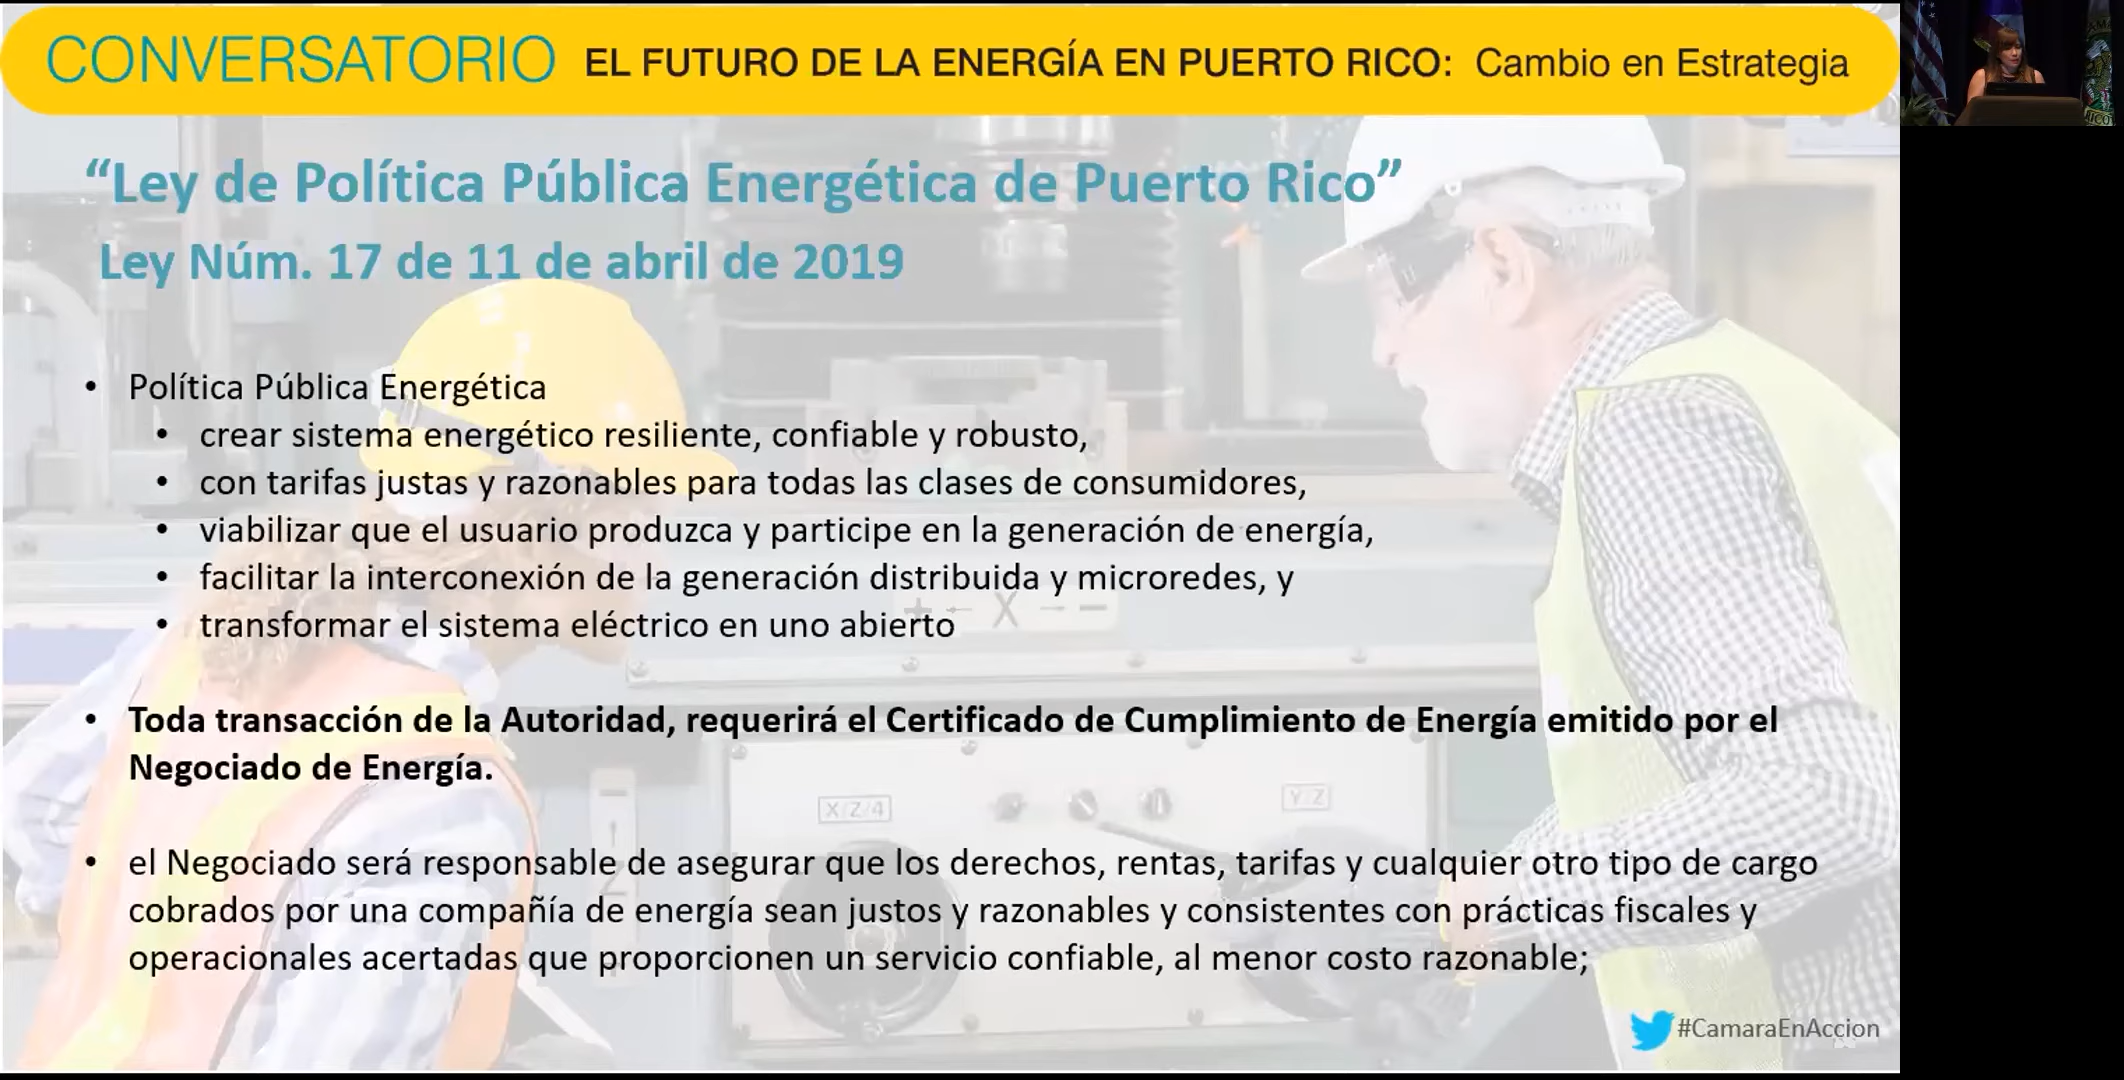 CONVERSATORIO EL FUTURO DE LA ENERGÍA EN PUERTO RICO: Cambio en Estrategia
“Ley de Política Pública Energética de Puerto Rico”
Ley Núm. 17 de 11 de abril de 2019
• Política Pública Energética
• crear sistema energético resiliente, confiable y robusto,
• con tarifas justas y razonables para todas las clases de consumidores,
• viabilizar que el usuario produzca y participe en la generación de energía,
• facilitar la interconexión de la generación distribuida y microredes, y
• transformar el sistema eléctrico en uno abierto
• Toda transacción de la Autoridad, requerirá el Certificado de Cumplimiento de Energía emitido por el
Negociado de Energía.
X/Z/4
Y Z
• el Negociado será responsable de asegurar que los derechos, rentas, tarifas y cualquier otro tipo de cargo
cobrados por una compañía de energía sean justos y razonables y consistentes con prácticas fiscales y
operacionales acertadas que proporcionen un servicio confiable, al menor costo razonable;
#CamaraEnAccion